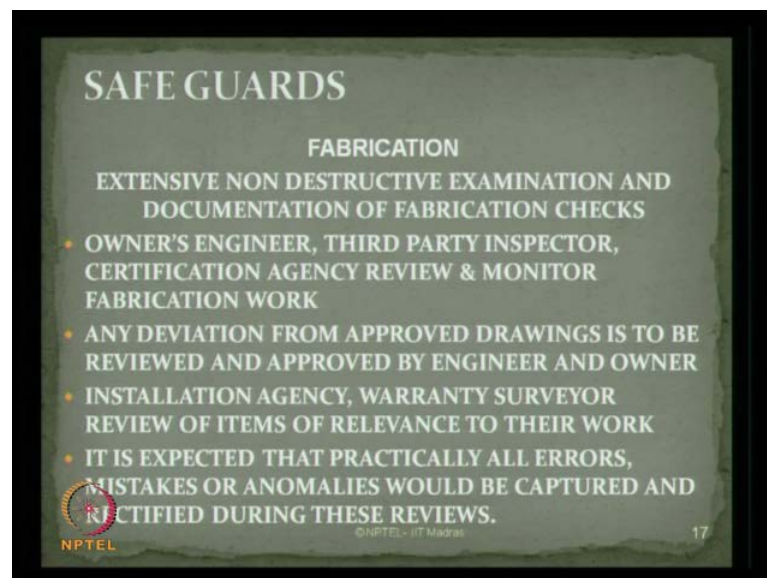 SAFE GUARDS
FABRICATION
EXTENSIVE NON DESTRUCTIVE EXAMINATION AND
DOCUMENTATION OF FABRICATION CHECKS
• OWNER'S ENGINEER, THIRD PARTY INSPECTOR,
CERTIFICATION AGENCY REVIEW & MONITOR
FABRICATION WORK
• ANY DEVIATION FROM APPROVED DRAWINGS IS TO BE
REVIEWED AND APPROVED BY ENGINEER AND OWNER
• INSTALLATION AGENCY, WARRANTY SURVEYOR
REVIEW OF ITEMS OF RELEVANCE TO THEIR WORK
• IT IS EXPECTED THAT PRACTICALLY ALL ERRORS,
MISTAKES OR ANOMALIES WOULD BE CAPTURED AND
RECTIFIED DURING THESE REVIEWS.
©NPTEL- IIT Madras
17
NPTEL